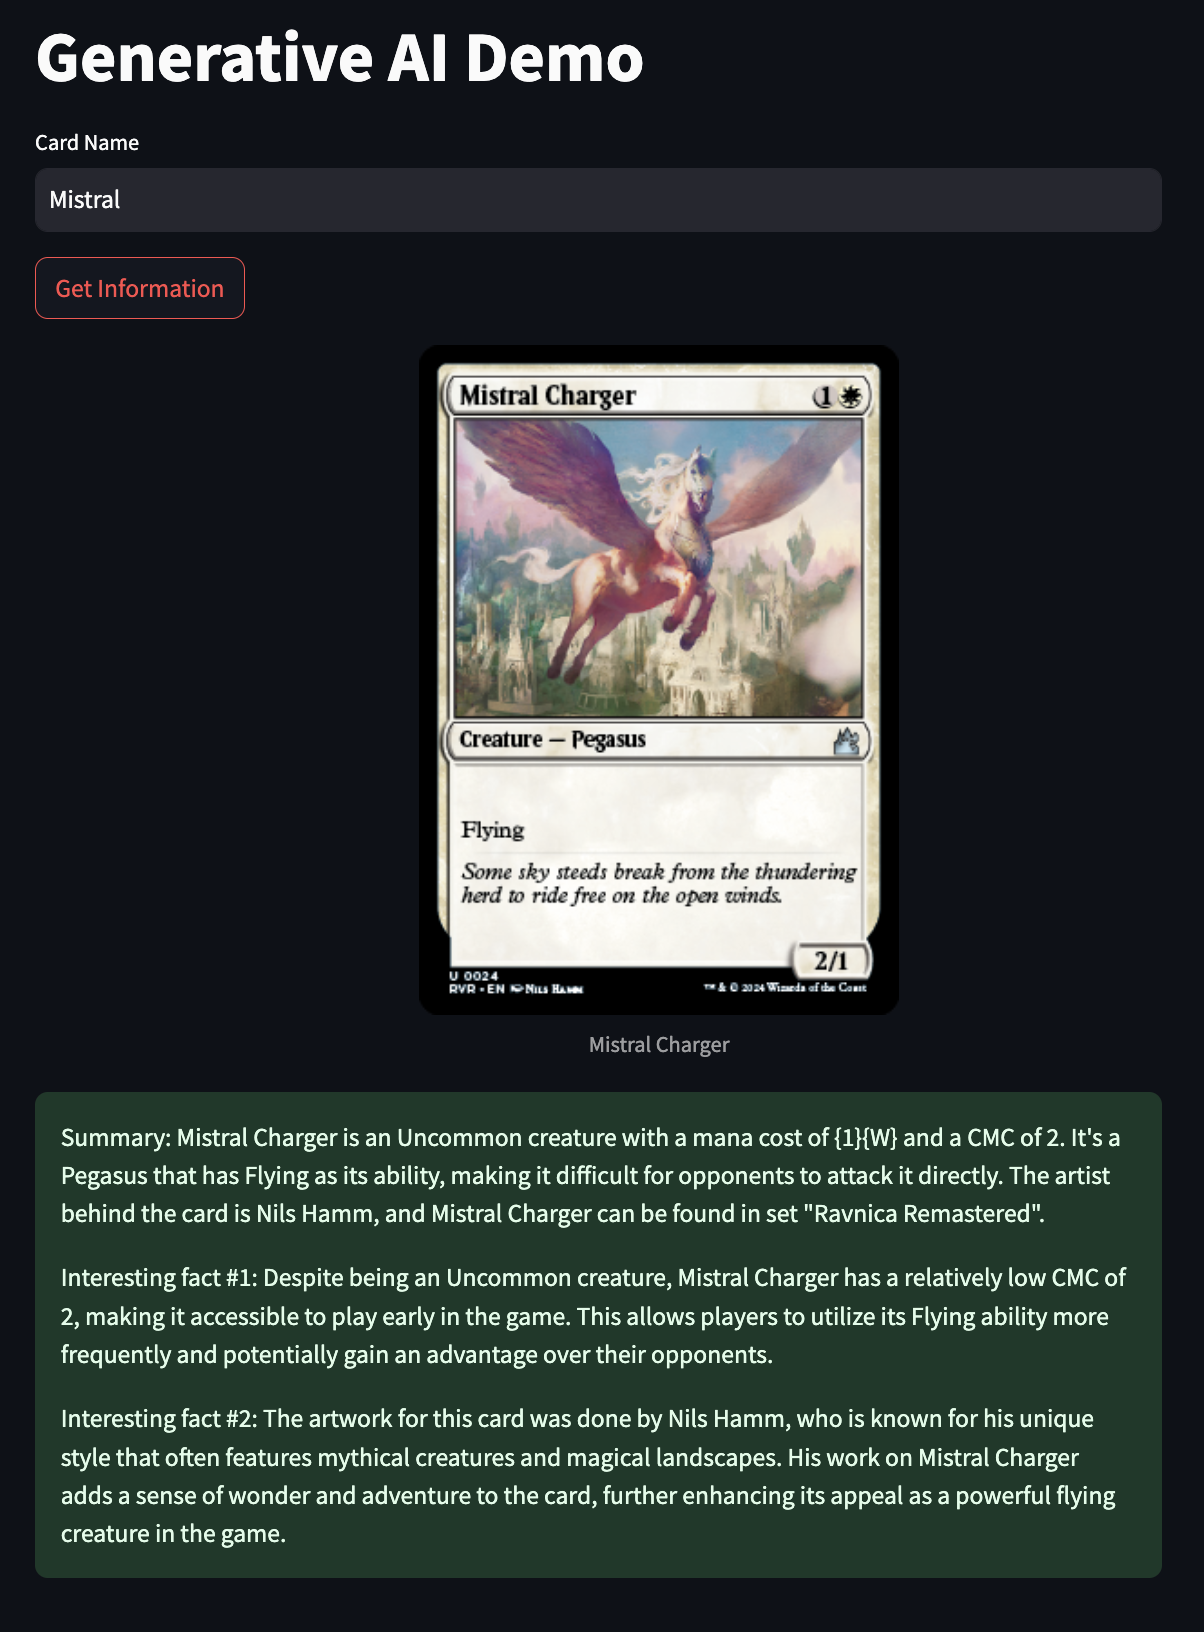 Generative AI Demo
Card Name
Mistral
Get Information
Mistral Charger 1
Creature — Pegasus
Flying
Some sky steeds break from the thundering
herd to ride free on the open winds.
2/1
U 0024
RVR • EN Nils Hamm ™ & © 2024 Wizards of the Coast
Mistral Charger
Summary: Mistral Charger is an Uncommon creature with a mana cost of {1}{W} and a CMC of 2. It's a
Pegasus that has Flying as its ability, making it difficult for opponents to attack it directly. The artist
behind the card is Nils Hamm, and Mistral Charger can be found in set "Ravnica Remastered".
Interesting fact #1: Despite being an Uncommon creature, Mistral Charger has a relatively low CMC of
2, making it accessible to play early in the game. This allows players to utilize its Flying ability more
frequently and potentially gain an advantage over their opponents.
Interesting fact #2: The artwork for this card was done by Nils Hamm, who is known for his unique
style that often features mythical creatures and magical landscapes. His work on Mistral Charger
adds a sense of wonder and adventure to the card, further enhancing its appeal as a powerful flying
creature in the game.